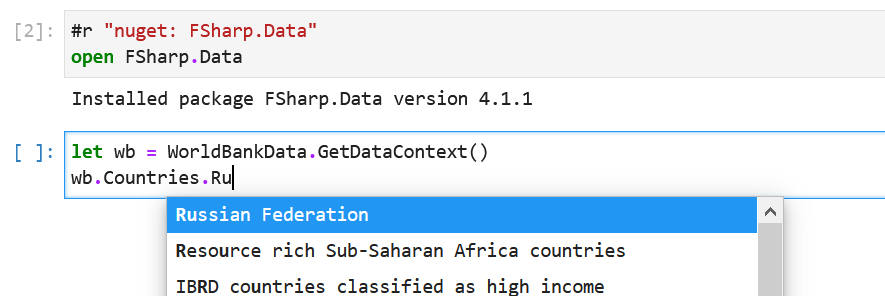 [2]: #r "nuget: FSharp.Data"
open FSharp.Data
Installed package FSharp.Data version 4.1.1
[ ]: let wb = WorldBankData.GetDataContext()
wb.Countries.Ru
Russian Federation
Resource rich Sub-Saharan Africa countries
IBRD countries classified as high income